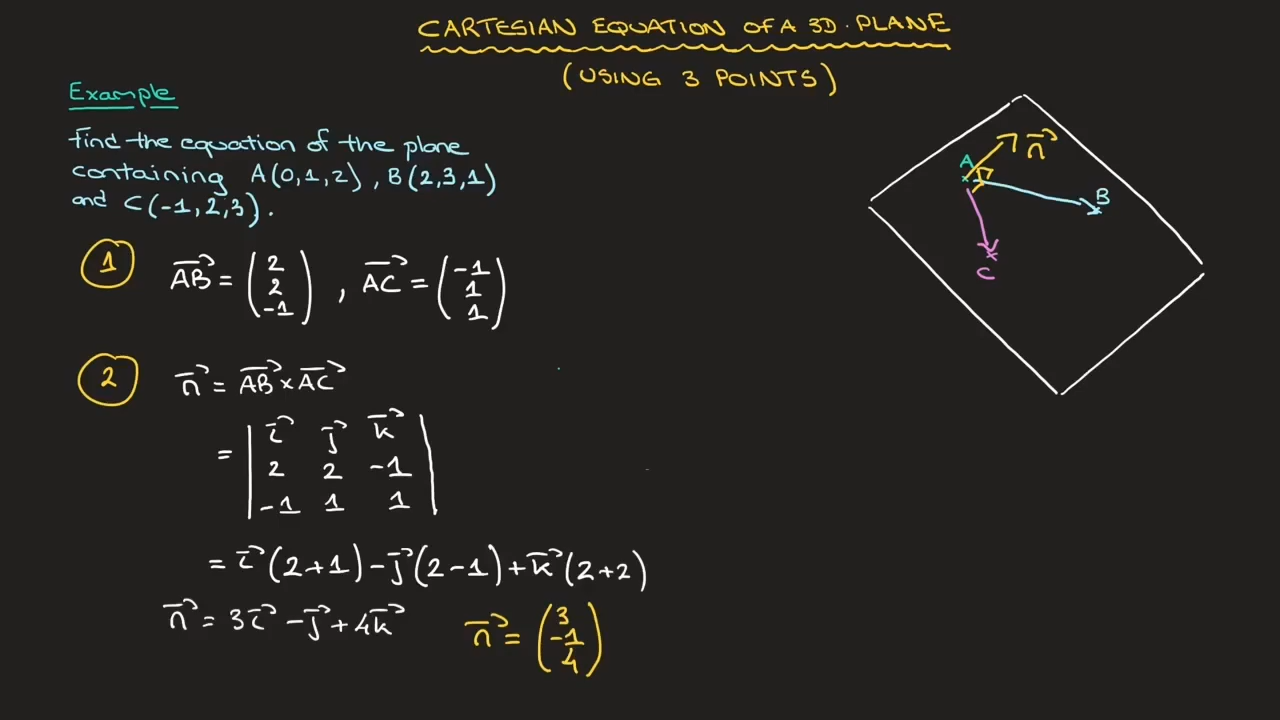 CARTESIAN EQUATION OF A 3D PLANE
(USING 3 POINTS)
Example
Find the equation of the plane
containing A(0,1,2), B(2,3,1)
and C(-1,2,3).
1 AB⃗ = (2 2 -1), AC⃗ = (-1 1 1)
2 n⃗ = AB⃗ × AC⃗
= | i⃗ j⃗ k⃗
2 2 -1
-1 1 1 |
= i⃗(2+1) - j⃗(2-1) + k⃗(2+2)
n⃗ = 3i⃗ - j⃗ + 4k⃗ n⃗ = (3 -1 4)
n⃗
A
B
C